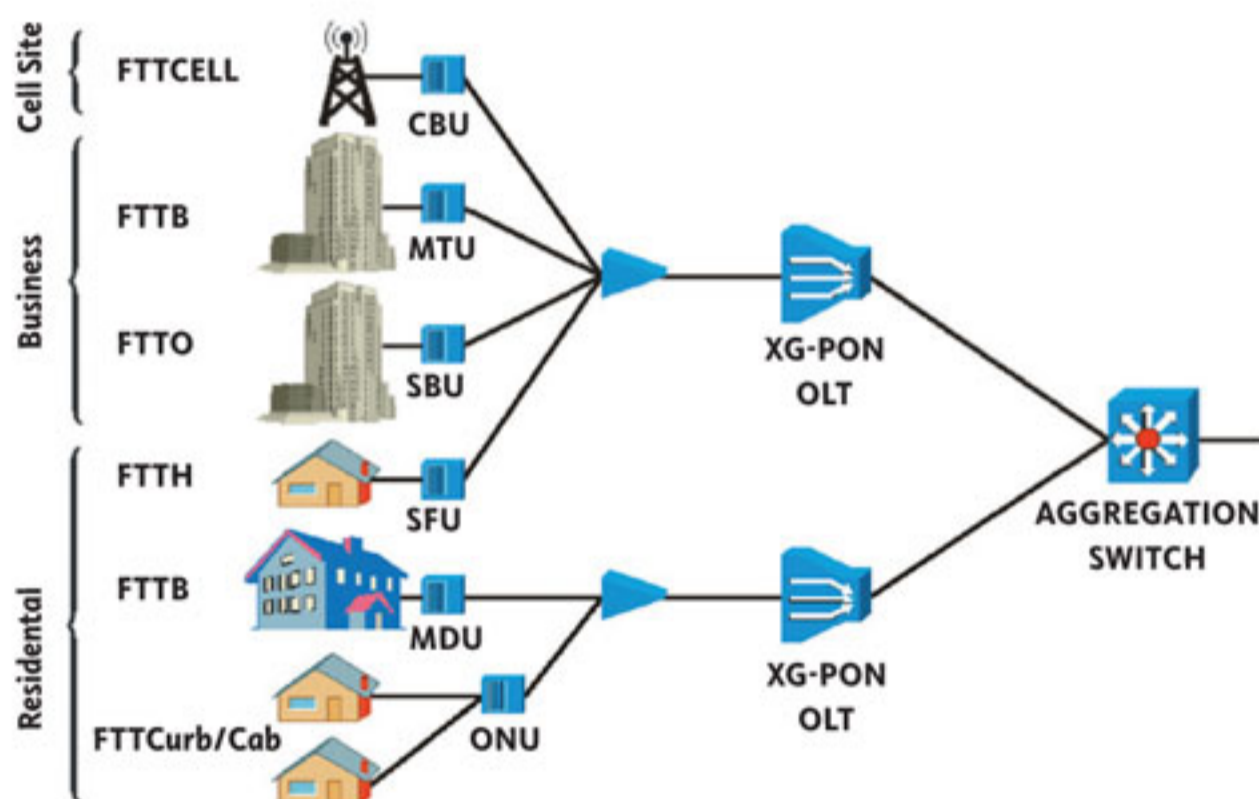 Cell Site
FTTCELL
CBU
Business
FTTB
MTU
FTTO
SBU
XG-PON
OLT
Residental
FTTH
SFU
FTTB
MDU
FTTCurb/Cab
ONU
XG-PON
OLT
AGGREGATION
SWITCH